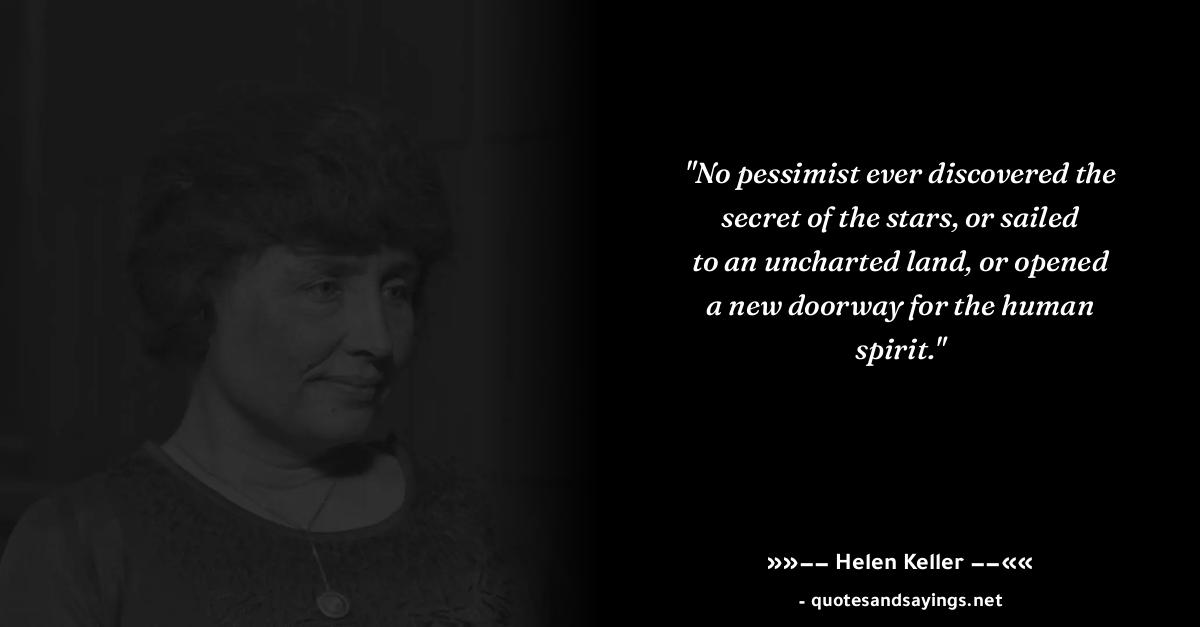 "No pessimist ever discovered the
secret of the stars, or sailed
to an uncharted land, or opened
a new doorway for the human
spirit."
»»−− Helen Keller −−««
- quotesandsayings.net